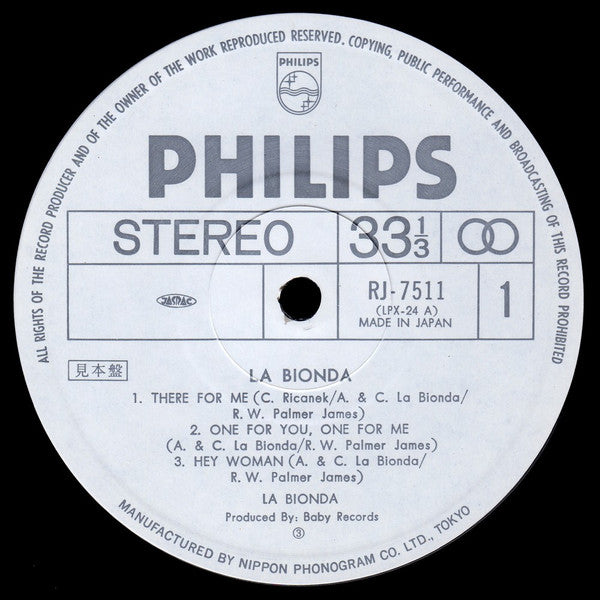 ALL RIGHTS OF THE RECORD PRODUCER AND OF THE OWNER OF THE WORK REPRODUCED RESERVED. COPYING, PUBLIC PERFORMANCE AND BROADCASTING OF THIS RECORD PROHIBITED
PHILIPS
PHILIPS
STEREO 33⅓
JASRAC RJ-7511 1
(LPX-24 A)
MADE IN JAPAN
見本盤
LA BIONDA
1. THERE FOR ME (C. Ricanek/A. & C. La Bionda/
R. W. Palmer James)
2. ONE FOR YOU, ONE FOR ME
(A. & C. La Bionda/R. W. Palmer James)
3. HEY WOMAN (A. & C. La Bionda/
R. W. Palmer James)
LA BIONDA
Produced By: Baby Records
③
MANUFACTURED BY NIPPON PHONOGRAM CO. LTD., TOKYO